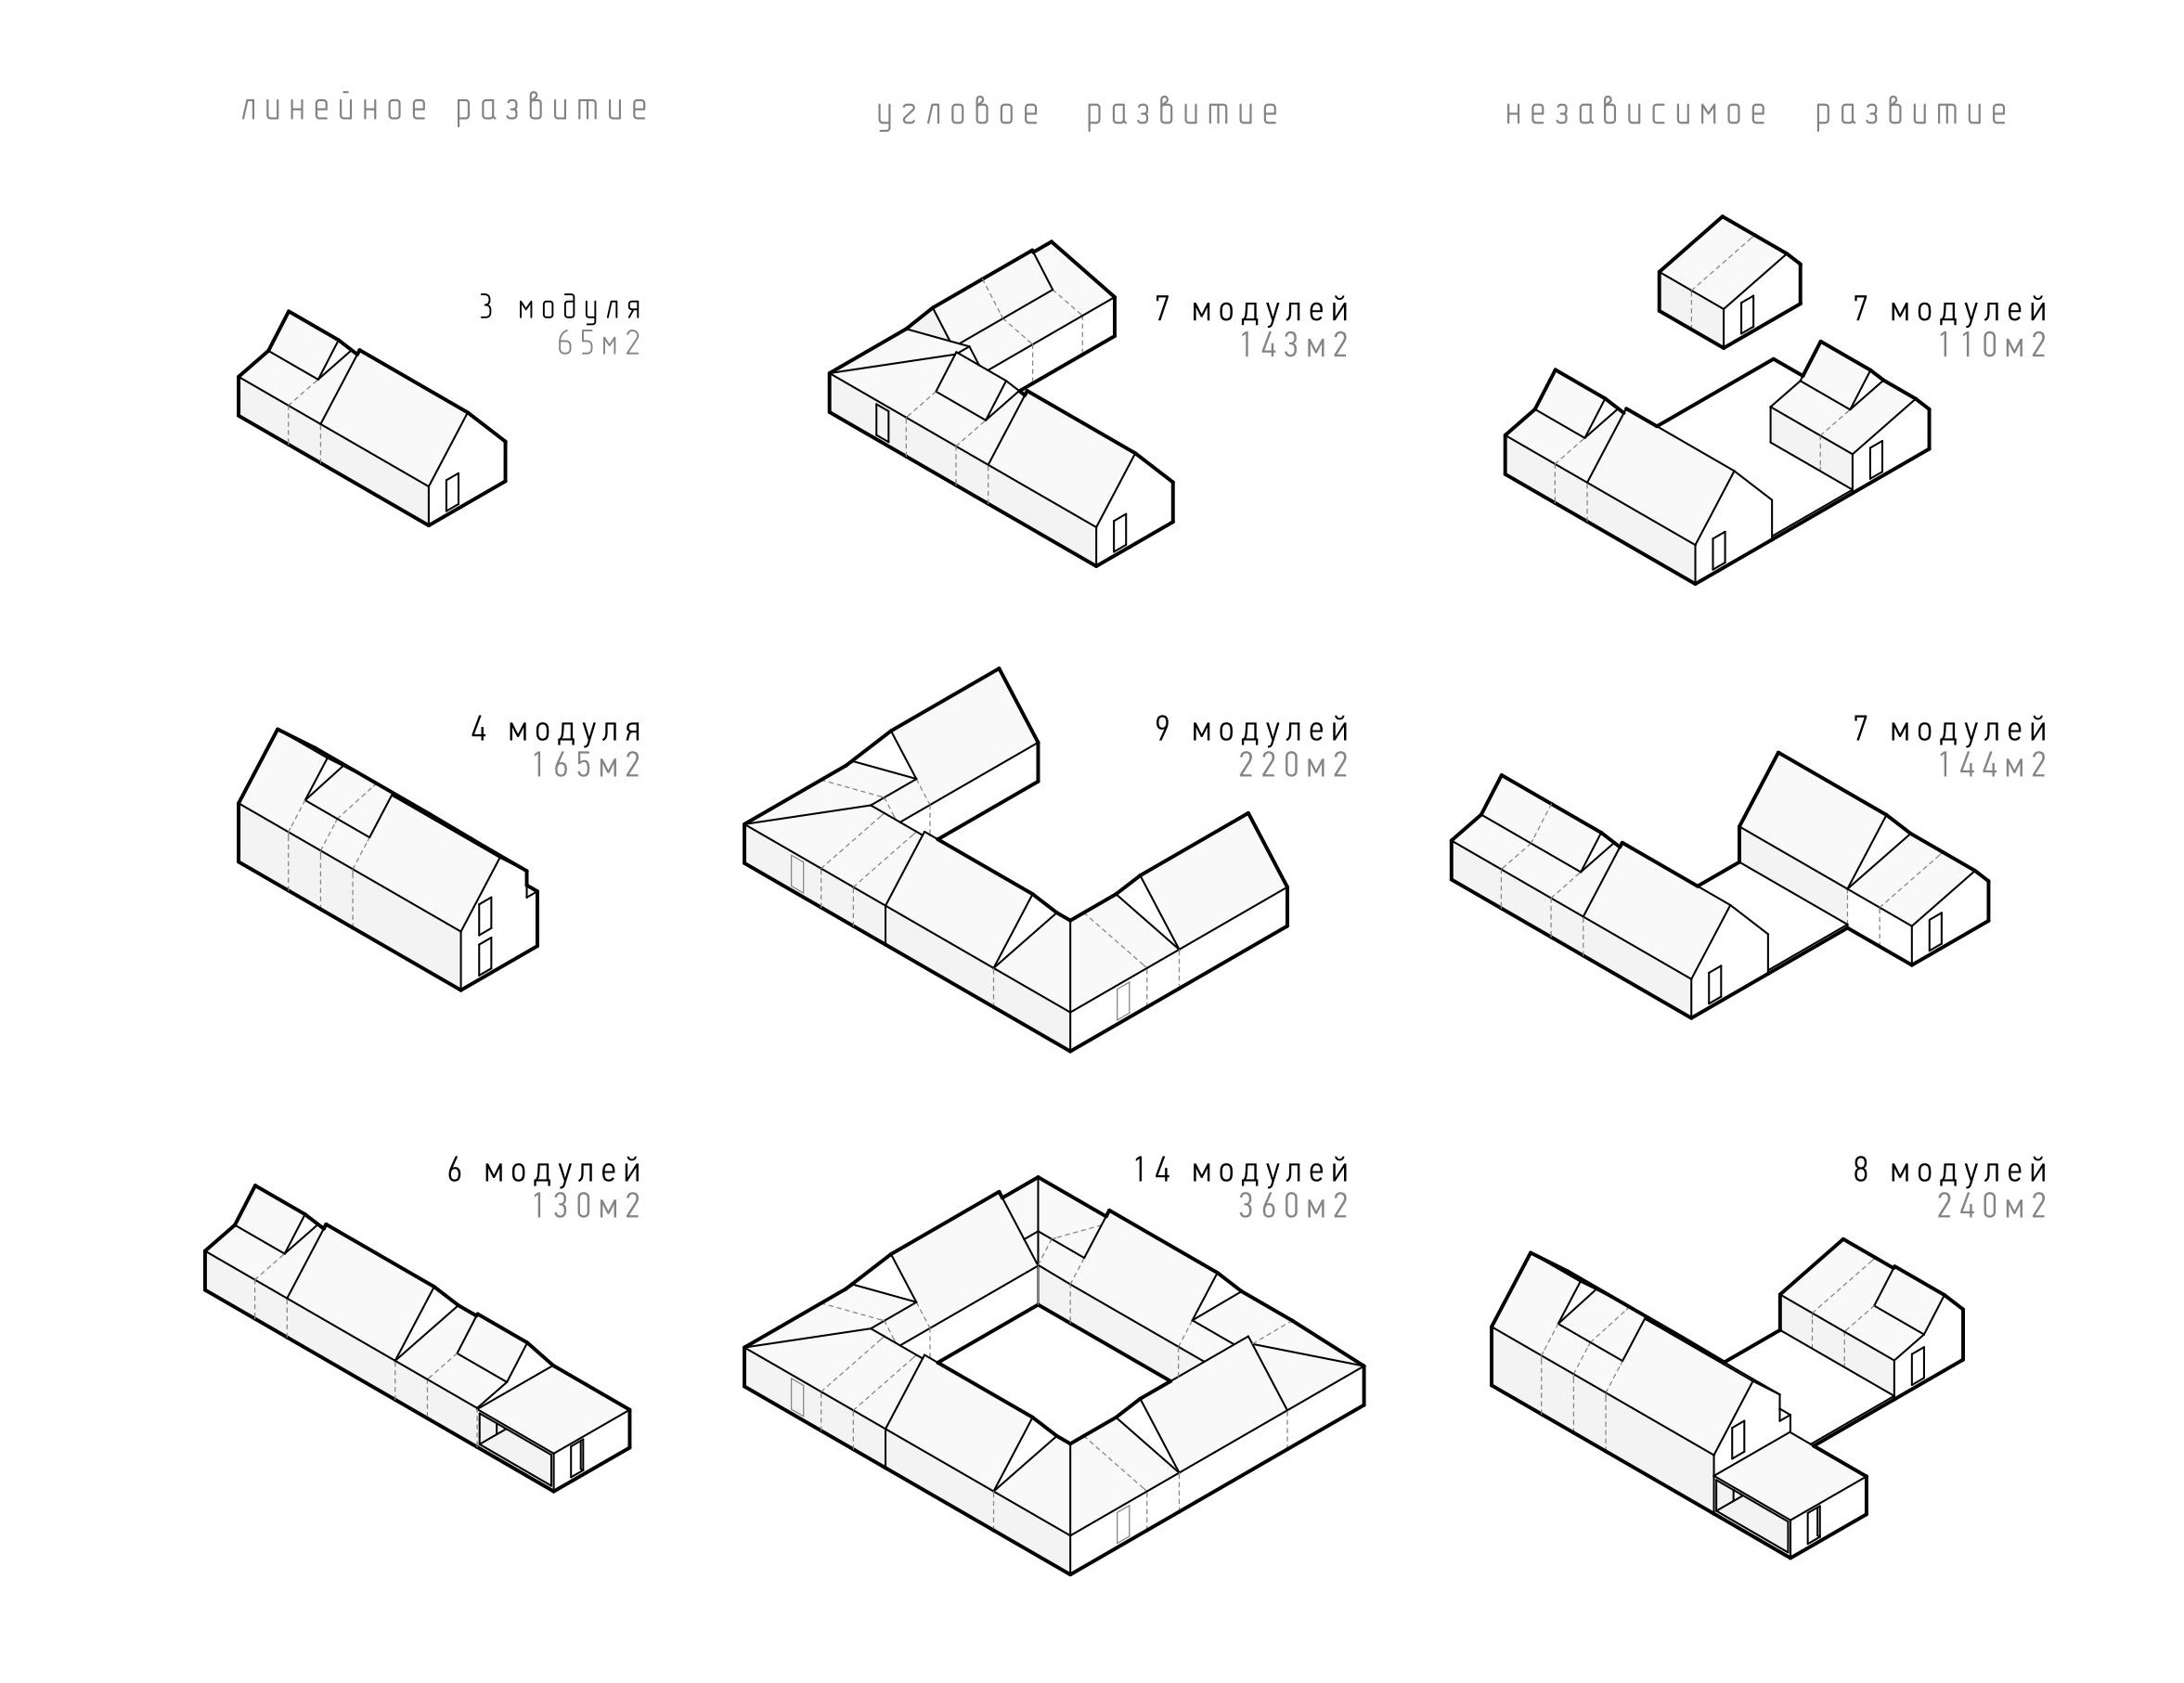 линейное развитие
угловое развитие
независимое развитие
3 модуля
65м2
7 модулей
143м2
7 модулей
110м2
4 модуля
165м2
9 модулей
220м2
7 модулей
144м2
6 модулей
130м2
14 модулей
360м2
8 модулей
240м2